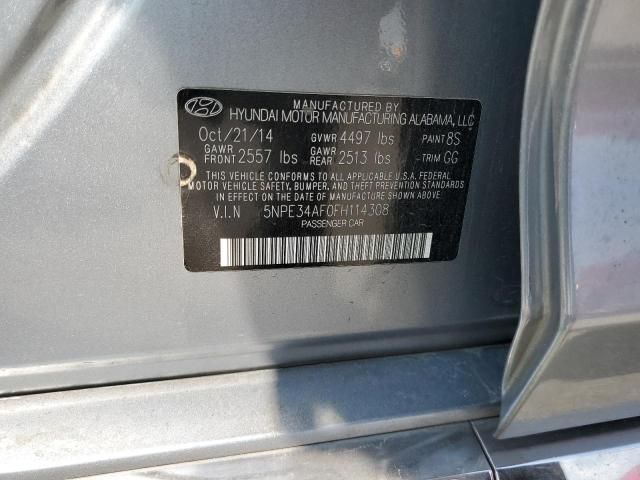 MANUFACTURED BY
HYUNDAI MOTOR MANUFACTURING ALABAMA, LLC
Oct/21/14 GVWR 4497 lbs PAINT 8S
GAWR FRONT 2557 lbs GAWR REAR 2513 lbs -TRIM GG
THIS VEHICLE CONFORMS TO ALL APPLICABLE U.S.A. FEDERAL
MOTOR VEHICLE SAFETY, BUMPER, AND THEFT PREVENTION STANDARDS
IN EFFECT ON THE DATE OF MANUFACTURE SHOWN ABOVE.
V.I.N 5NPE34AF0FH114308
PASSENGER CAR